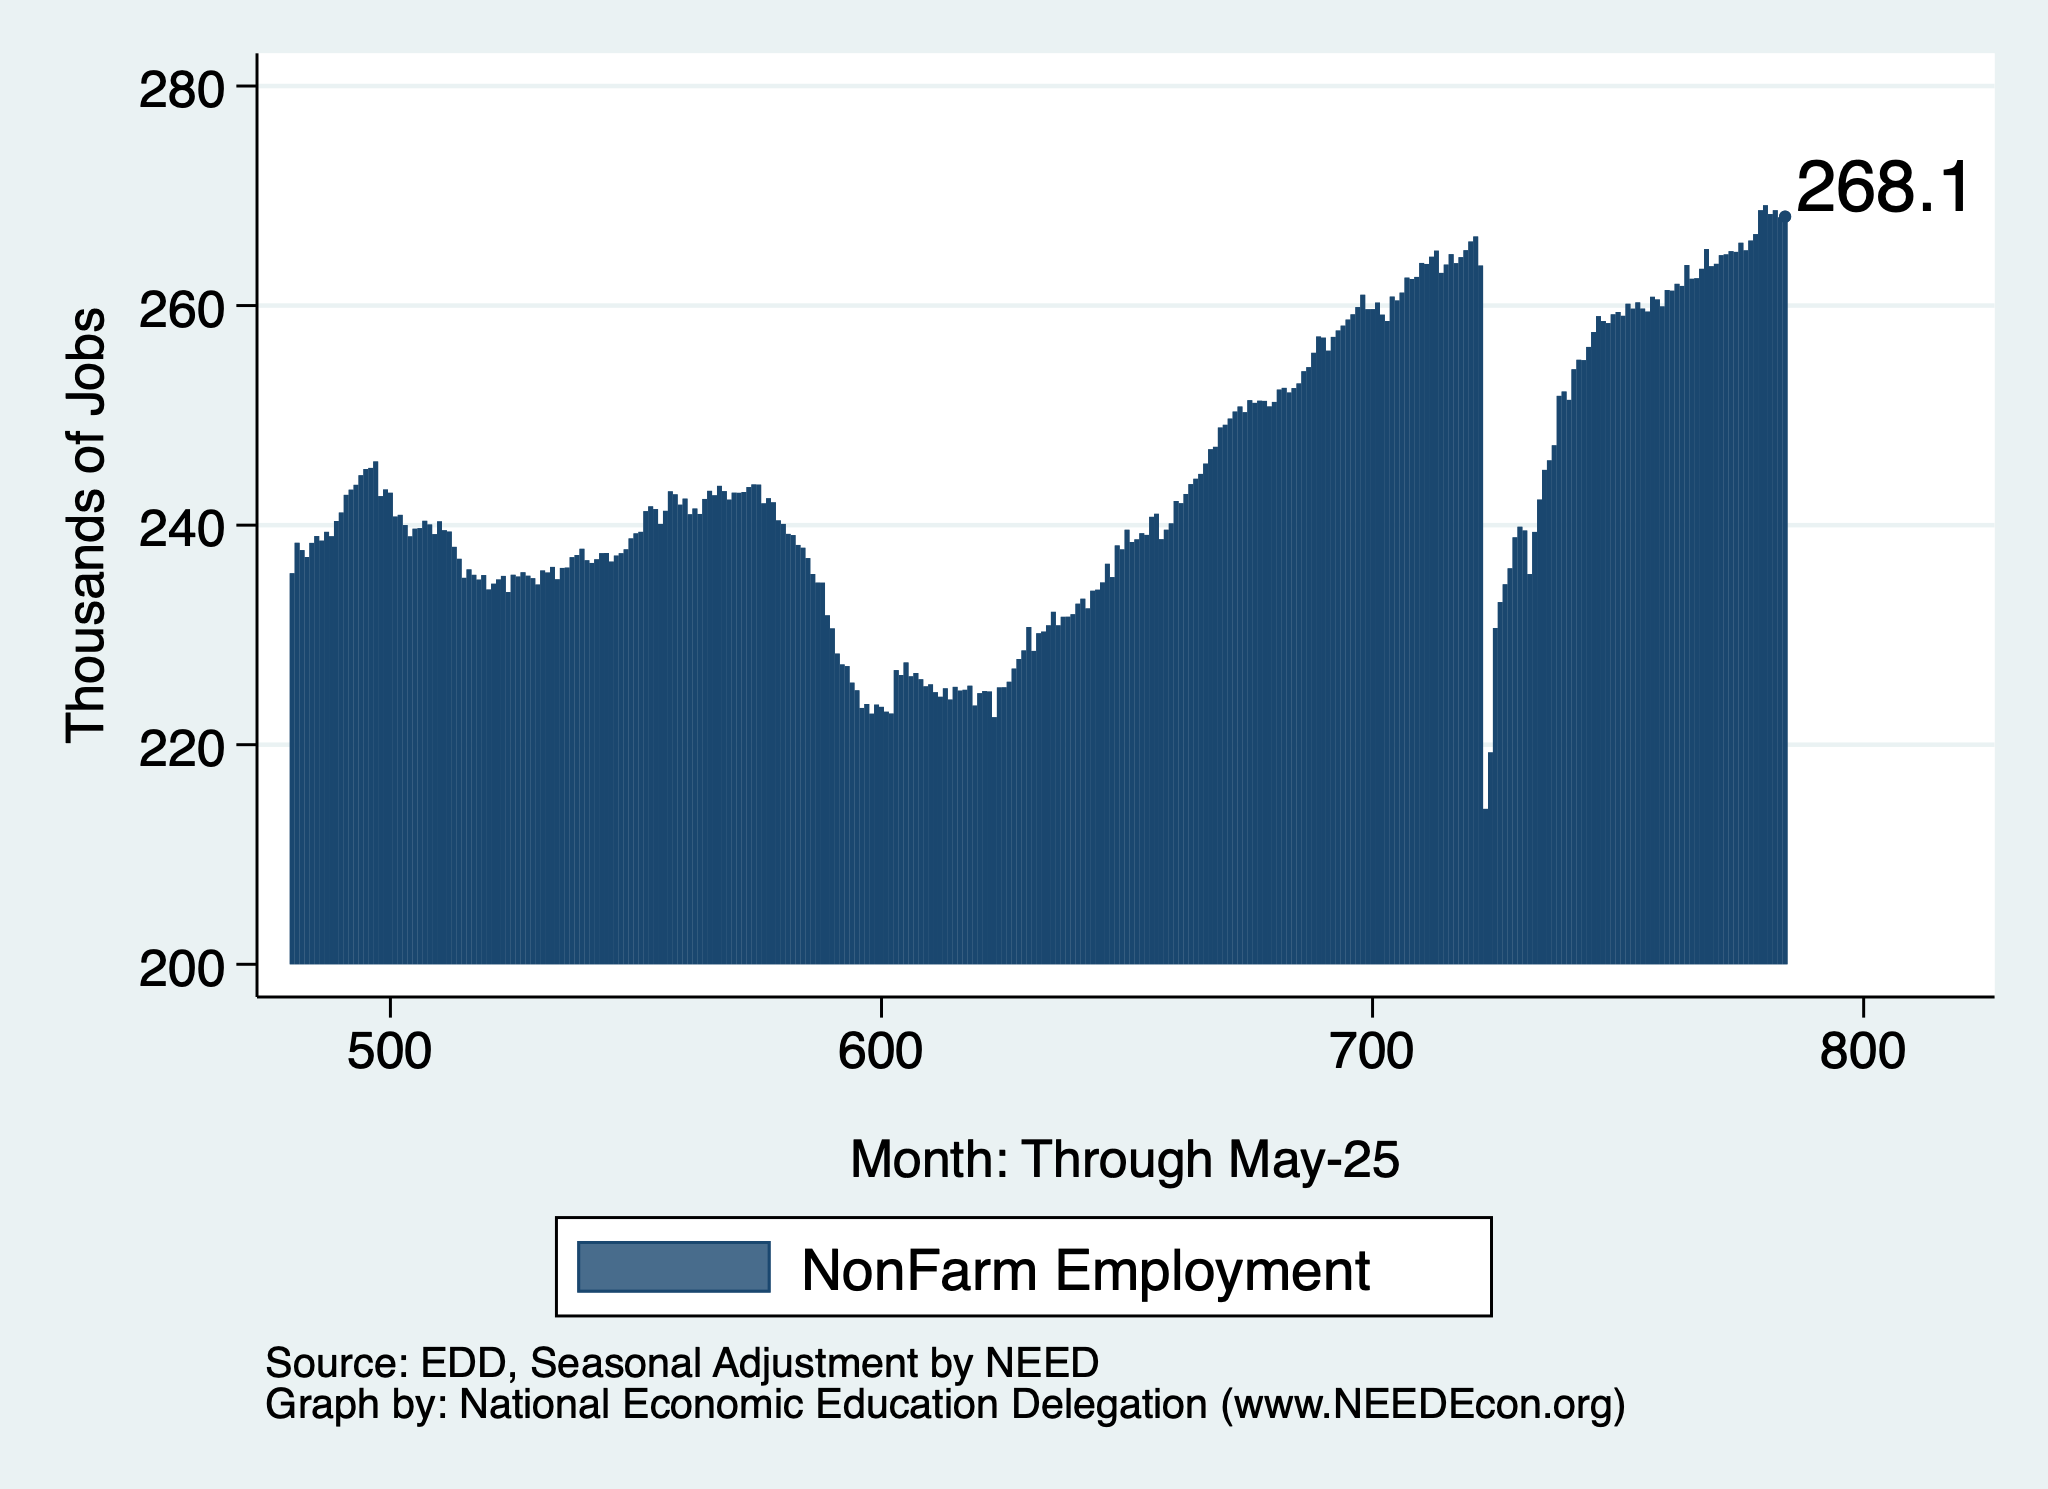 280
268.1
260
240
220
200
Thousands of Jobs
500 600 700 800
Month: Through May-25
NonFarm Employment
Source: EDD, Seasonal Adjustment by NEED
Graph by: National Economic Education Delegation (www.NEEDEcon.org)